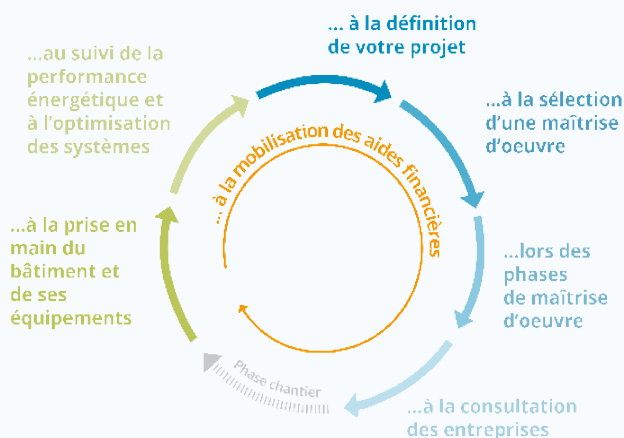 ... à la définition
de votre projet
...à la sélection
d'une maîtrise
d'oeuvre
...lors des
phases
de maîtrise
d'oeuvre
...à la consultation
des entreprises
Phase chantier
...à la prise en
main du
bâtiment et
de ses
équipements
...au suivi de la
performance
énergétique et
à l'optimisation
des systèmes
... à la mobilisation des aides financières